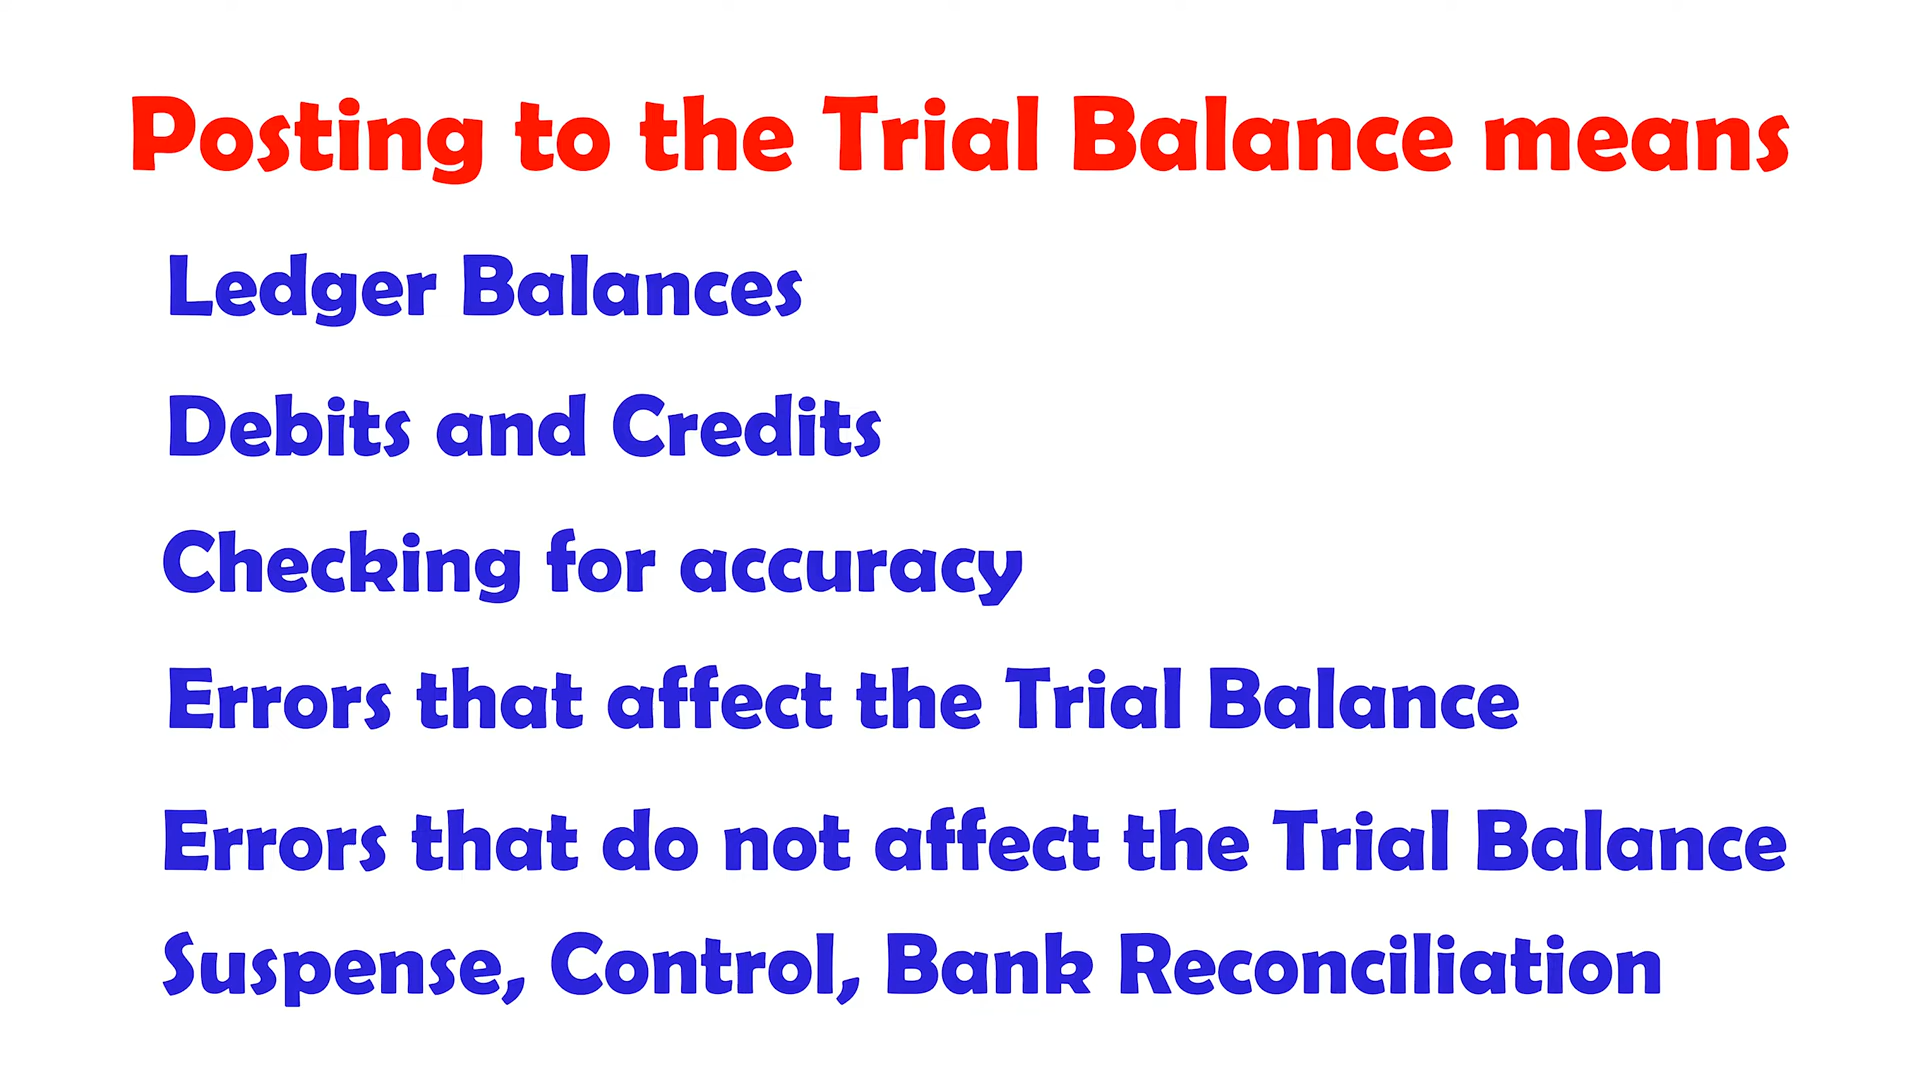 Posting to the Trial Balance means
Ledger Balances
Debits and Credits
Checking for accuracy
Errors that affect the Trial Balance
Errors that do not affect the Trial Balance
Suspense, Control, Bank Reconciliation